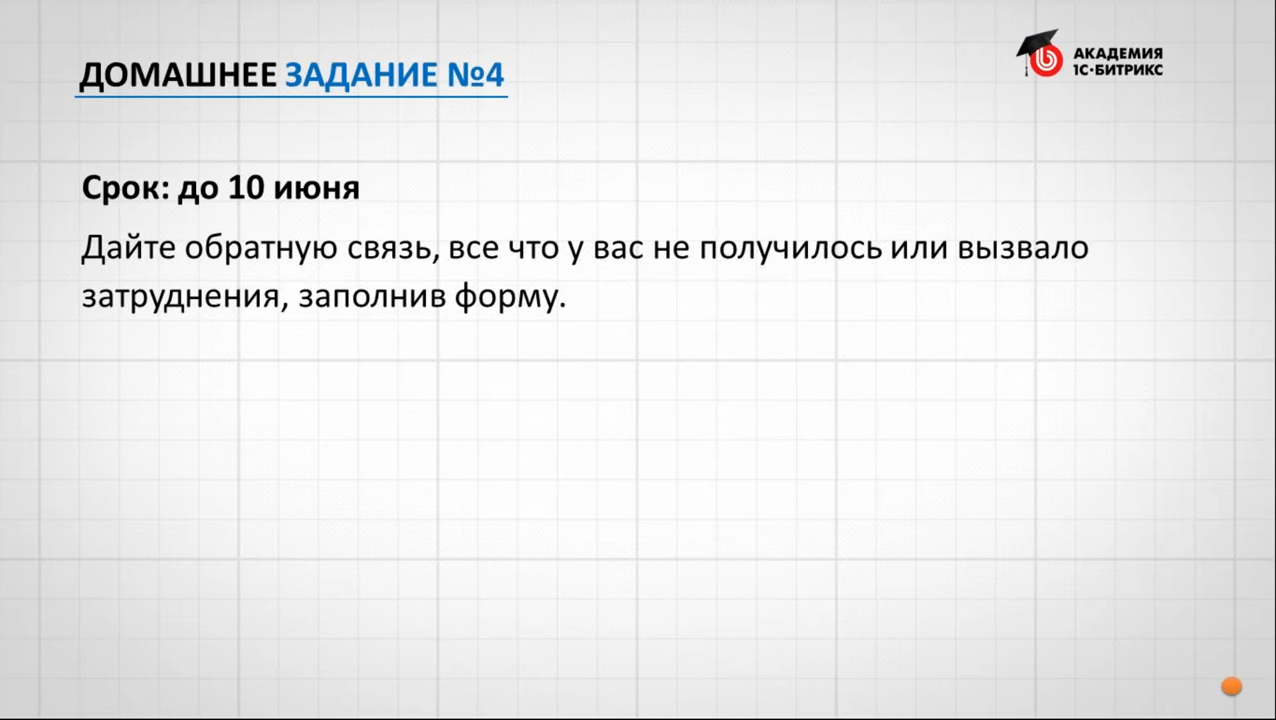 ДОМАШНЕЕ ЗАДАНИЕ №4
АКАДЕМИЯ
1С·БИТРИКС
Срок: до 10 июня
Дайте обратную связь, все что у вас не получилось или вызвало
затруднения, заполнив форму.